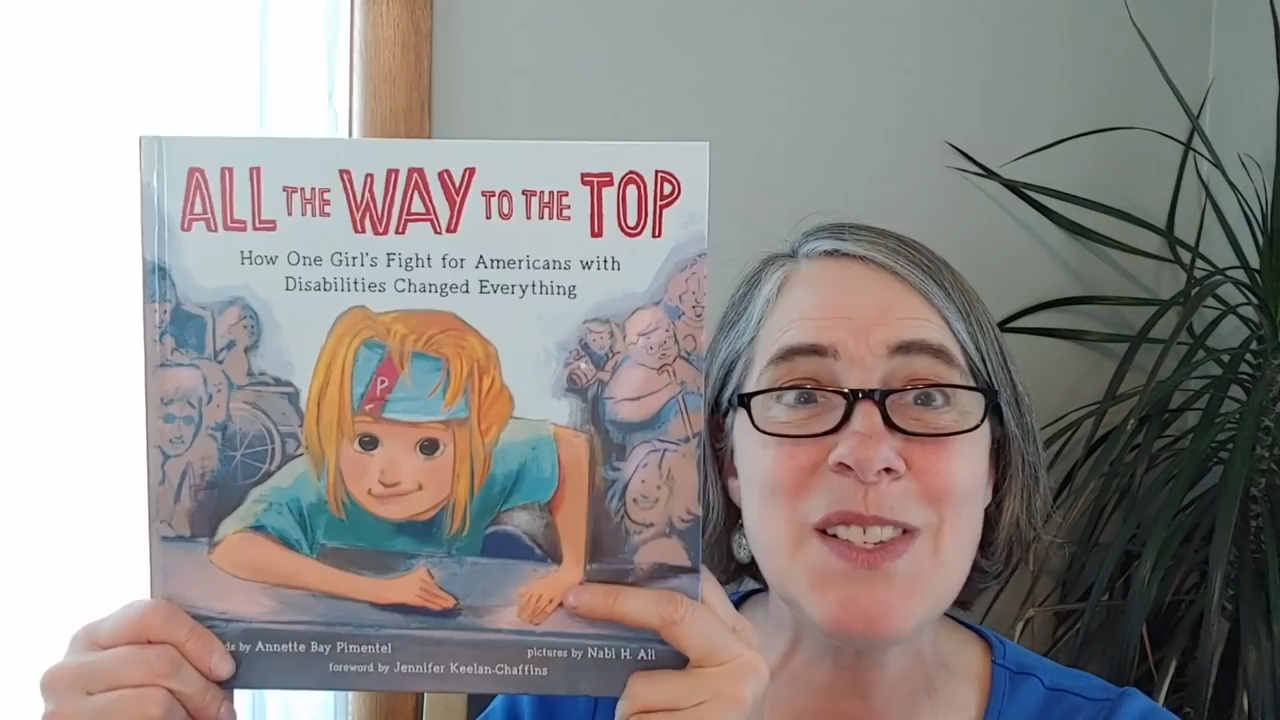 ALL THE WAY TO THE TOP
How One Girl's Fight for Americans with
Disabilities Changed Everything
P
by Annette Bay Pimentel
pictures by Nabi H. Ali
foreword by Jennifer Keelan-Chaffins